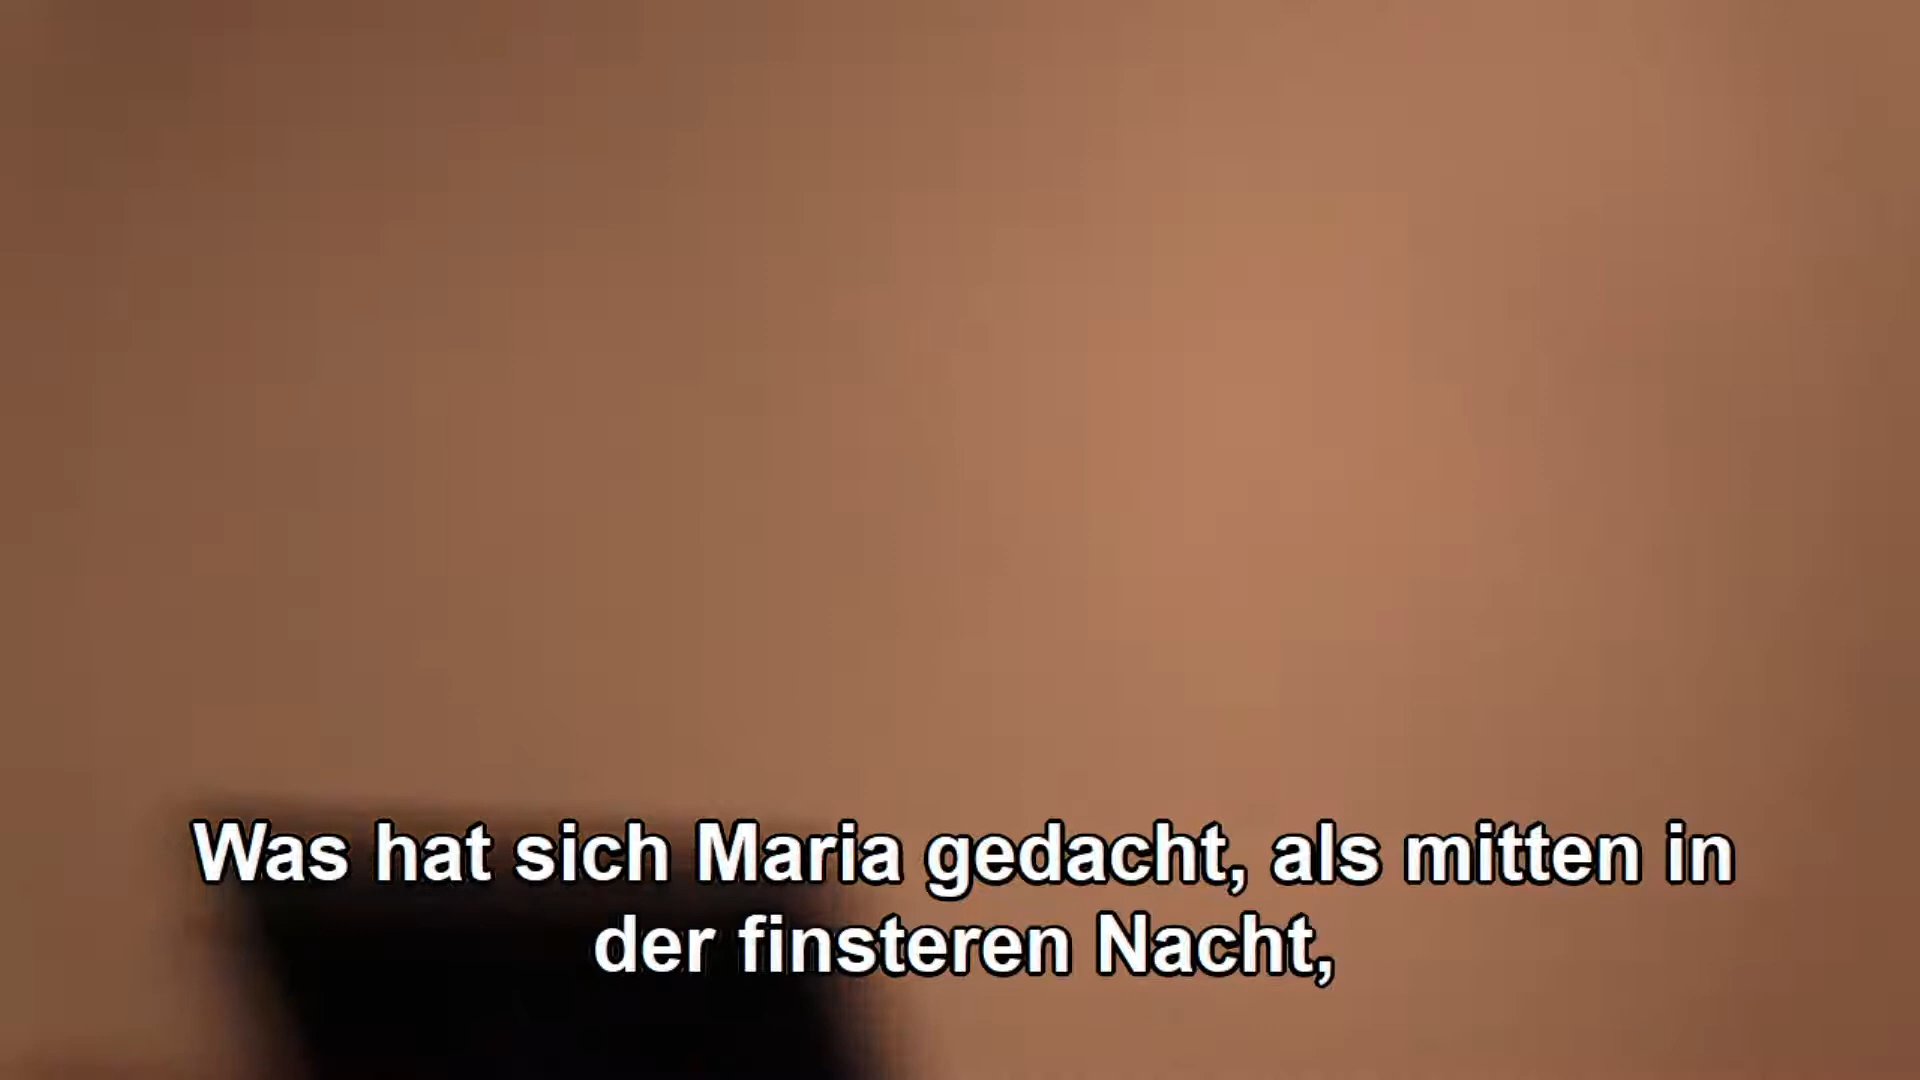 Was hat sich Maria gedacht, als mitten in
der finsteren Nacht,